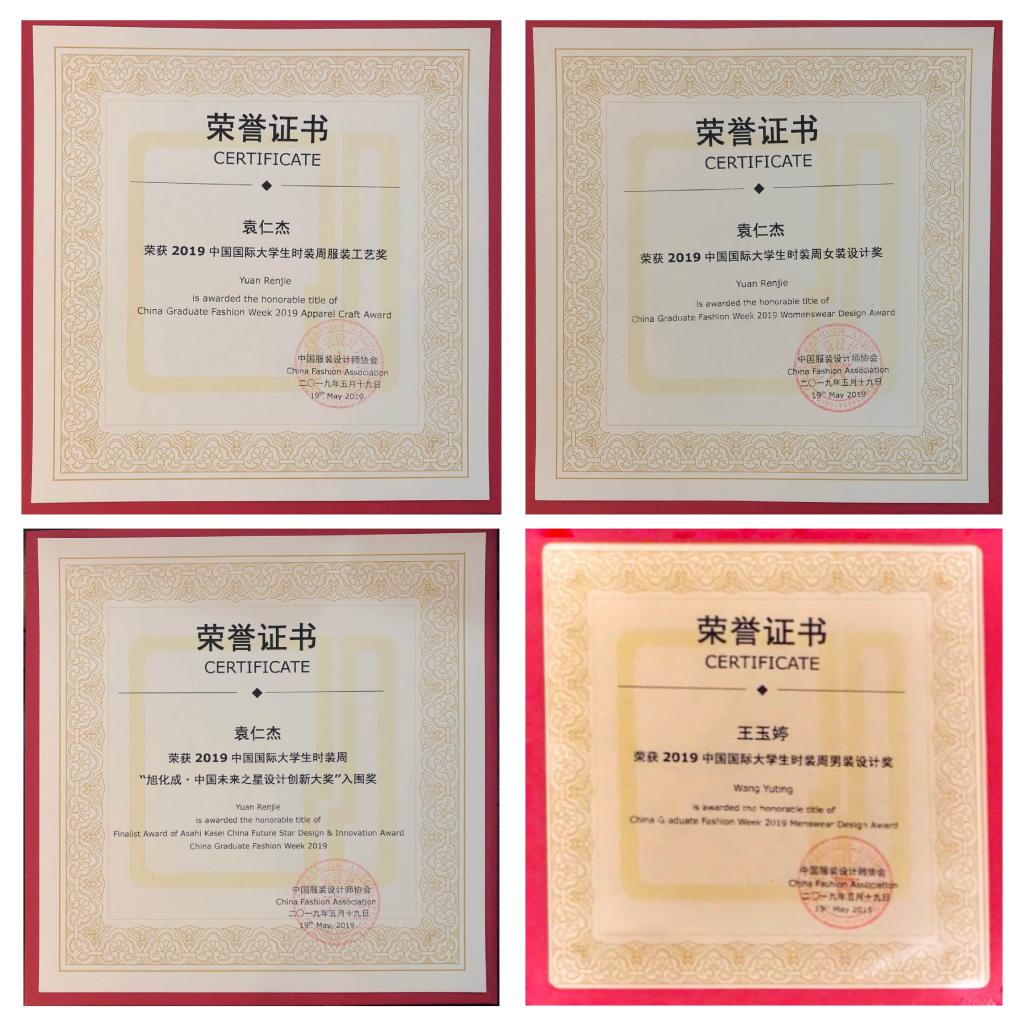 荣誉证书
CERTIFICATE
袁仁杰
荣获 2019 中国国际大学生时装周服装工艺奖
Yuan Renjie
is awarded the honorable title of
China Graduate Fashion Week 2019 Apparel Craft Award
中国服装设计师协会
China Fashion Association
二〇一九年五月十九日
19th May 2019
荣誉证书
CERTIFICATE
袁仁杰
荣获 2019 中国国际大学生时装周女装设计奖
Yuan Renjie
is awarded the honorable title of
China Graduate Fashion Week 2019 Womenswear Design Award
中国服装设计师协会
China Fashion Association
二〇一九年五月十九日
19th May 2019
荣誉证书
CERTIFICATE
袁仁杰
荣获 2019 中国国际大学生时装周
“旭化成·中国未来之星设计创新大奖”入围奖
Yuan Renjie
is awarded the honorable title of
Finalist Award of Asahi Kasei China Future Star Design & Innovation Award
China Graduate Fashion Week 2019
中国服装设计师协会
China Fashion Association
二〇一九年五月十九日
19th May, 2019
荣誉证书
CERTIFICATE
王玉婷
荣获 2019 中国国际大学生时装周男装设计奖
Wang Yuting
is awarded the honorable title of
China Graduate Fashion Week 2019 Menswear Design Award
中国服装设计师协会
China Fashion Association
二〇一九年五月十九日
19th May 2019